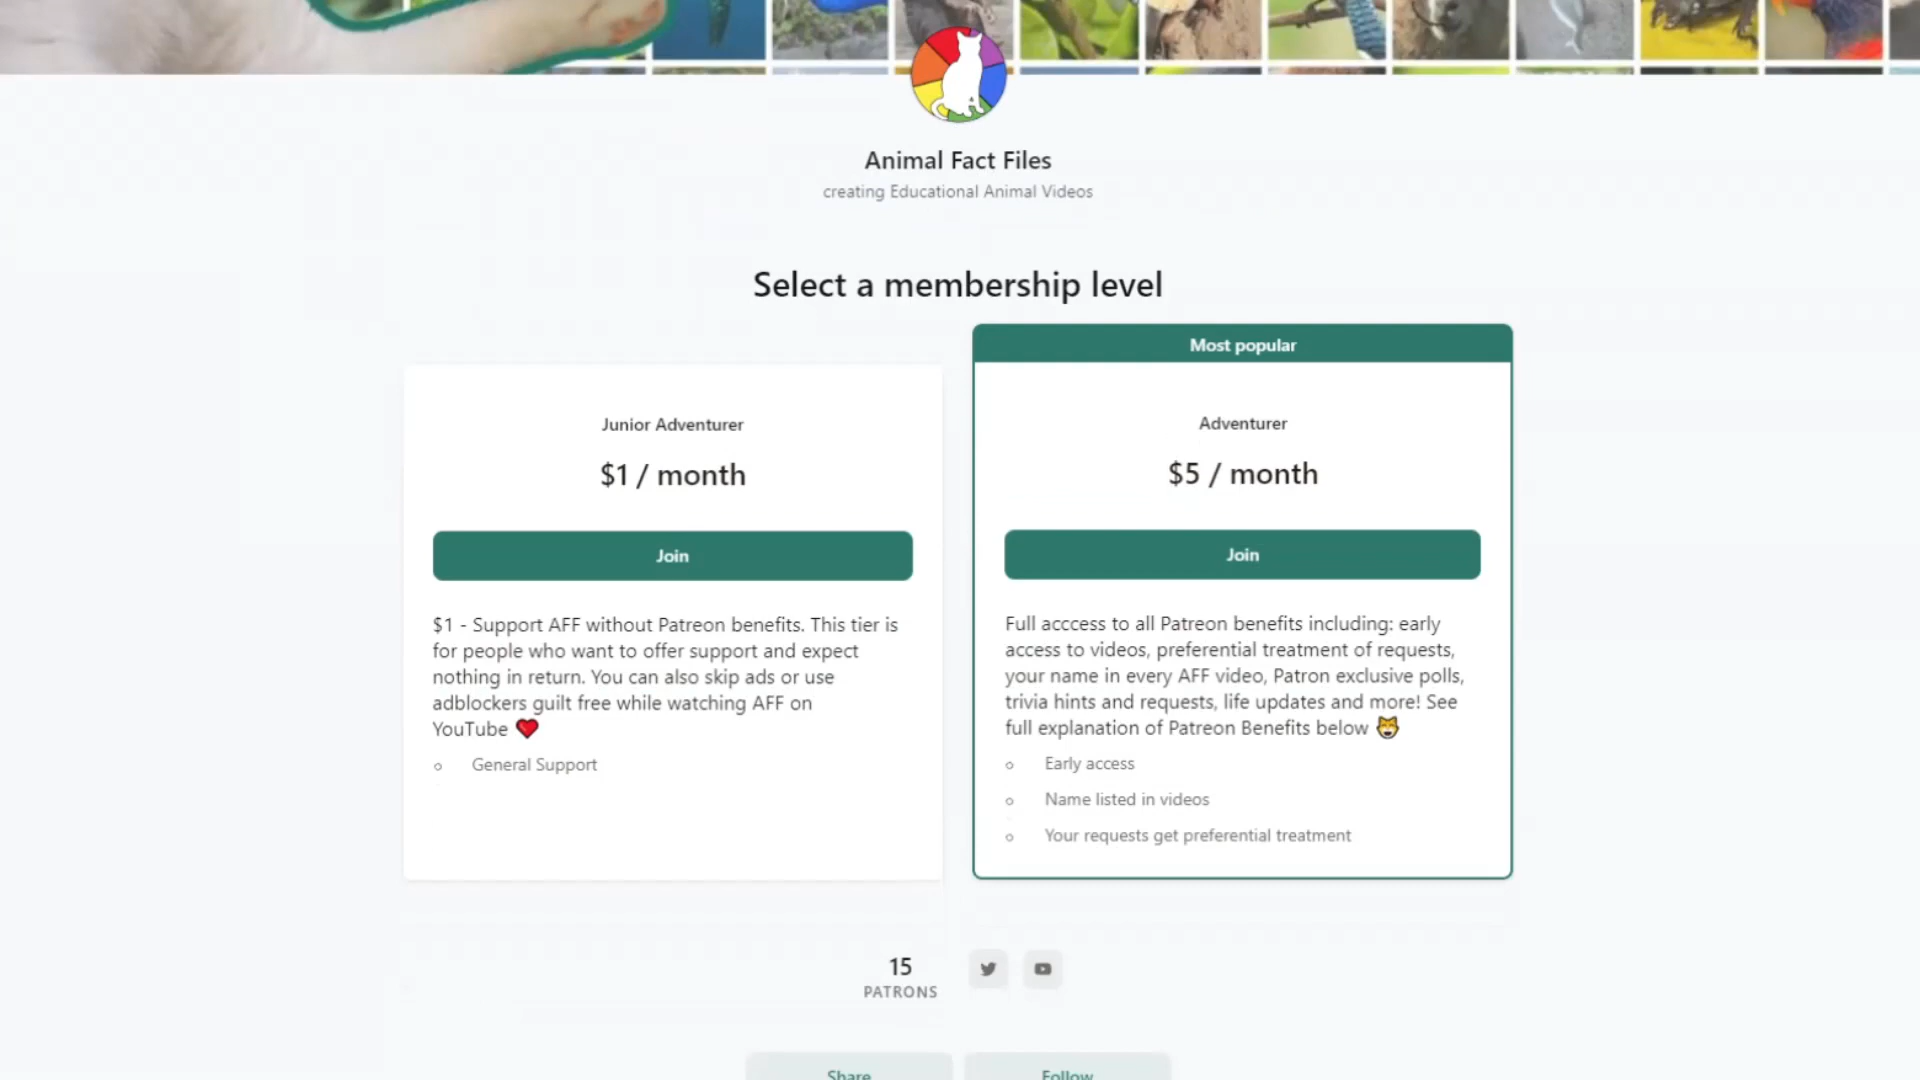 Animal Fact Files
creating Educational Animal Videos
Select a membership level
Junior Adventurer
$1 / month
Join
$1 - Support AFF without Patreon benefits. This tier is
for people who want to offer support and expect
nothing in return. You can also skip ads or use
adblockers guilt free while watching AFF on
YouTube ❤️
General Support
Most popular
Adventurer
$5 / month
Join
Full acccess to all Patreon benefits including: early
access to videos, preferential treatment of requests,
your name in every AFF video, Patron exclusive polls,
trivia hints and requests, life updates and more! See
full explanation of Patreon Benefits below 😸
Early access
Name listed in videos
Your requests get preferential treatment
15
PATRONS
Share
Follow